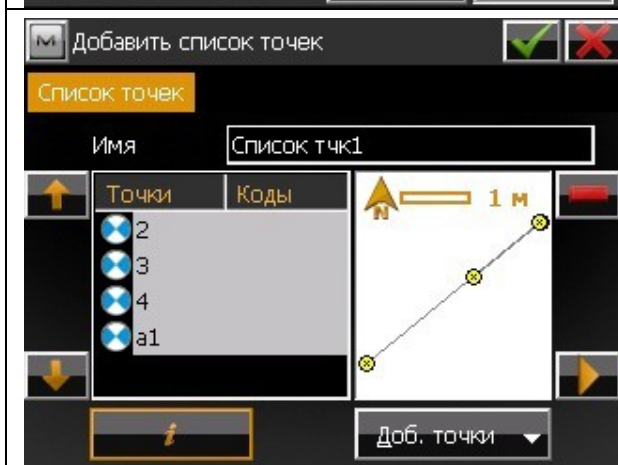 Добавить список точек
Список точек
Имя Список тчк1
Точки Коды
2
3
4
a1
N 1 м
i
Доб. точки